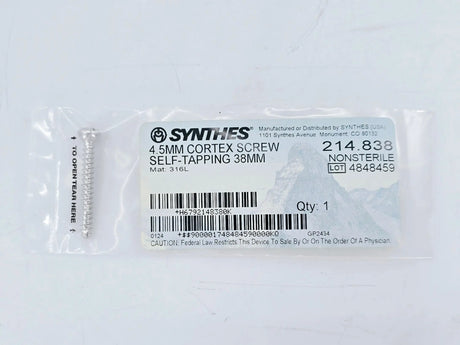 TO OPEN TEAR HERE
SYNTHES®
Manufactured or Distributed by SYNTHES (USA)
1101 Synthes Avenue Monument, CO 80132
4.5MM CORTEX SCREW
SELF-TAPPING 38MM
Mat: 316L
214.838
NONSTERILE
LOT 4848459
*H6792148380K
Qty: 1
0124
+$$9000017484845900000KO
GP2434
CAUTION: Federal Law Restricts This Device To Sale By Or On The Order Of A Physician.